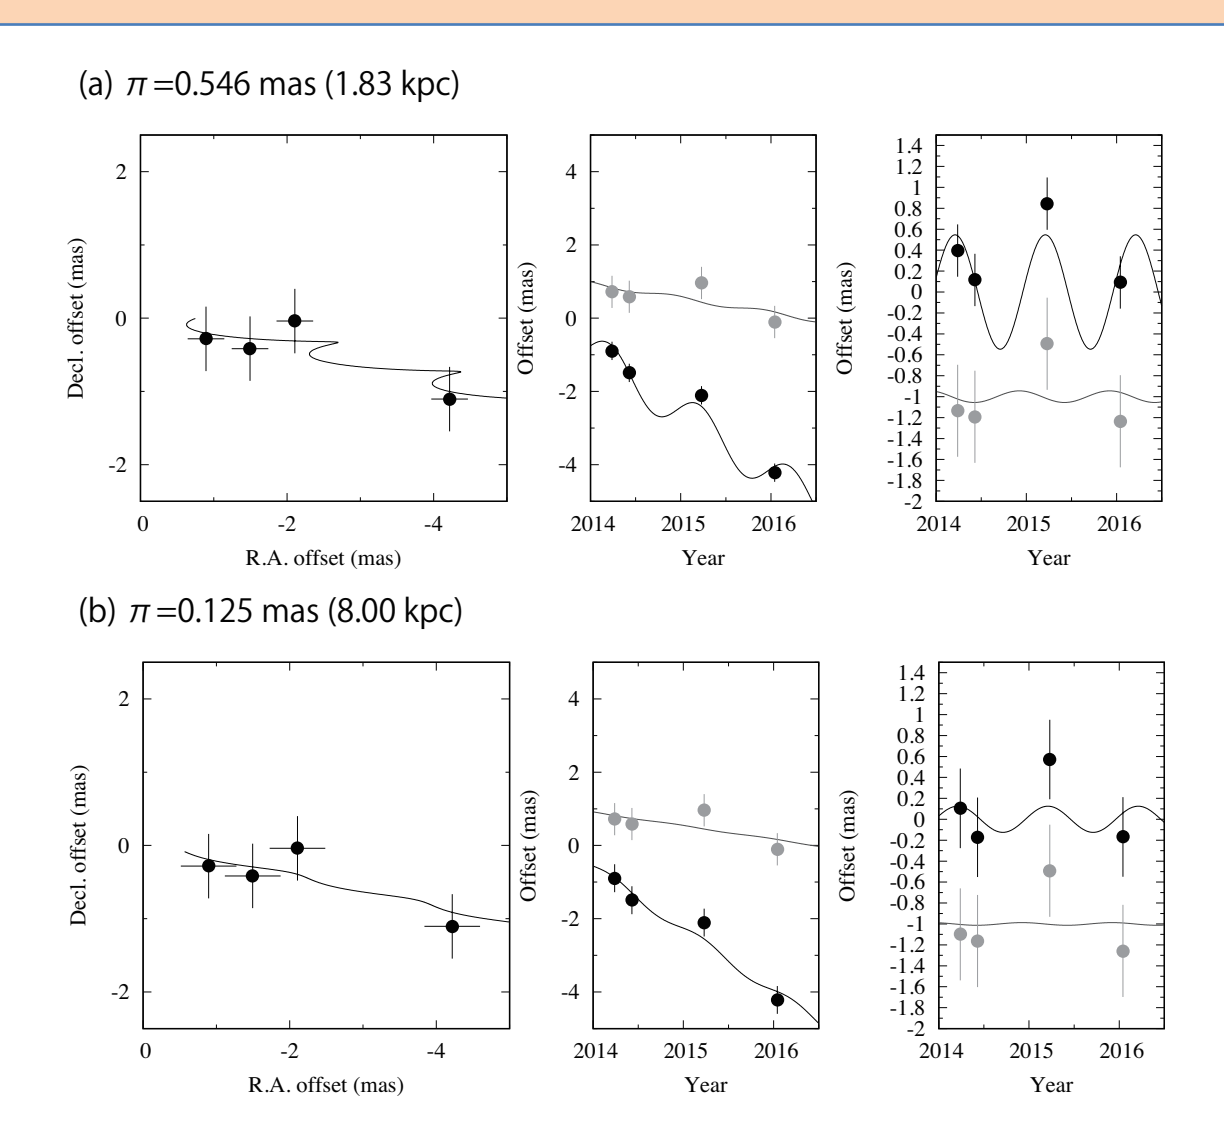 (a) π=0.546 mas (1.83 kpc)
Decl. offset (mas)
2
0
-2
0 -2 -4
R.A. offset (mas)
Offset (mas)
4
2
0
-2
-4
2014 2015 2016
Year
Offset (mas)
1.4
1.2
1
0.8
0.6
0.4
0.2
0
-0.2
-0.4
-0.6
-0.8
-1
-1.2
-1.4
-1.6
-1.8
-2
2014 2015 2016
Year
(b) π=0.125 mas (8.00 kpc)
Decl. offset (mas)
2
0
-2
0 -2 -4
R.A. offset (mas)
Offset (mas)
4
2
0
-2
-4
2014 2015 2016
Year
Offset (mas)
1.4
1.2
1
0.8
0.6
0.4
0.2
0
-0.2
-0.4
-0.6
-0.8
-1
-1.2
-1.4
-1.6
-1.8
-2
2014 2015 2016
Year